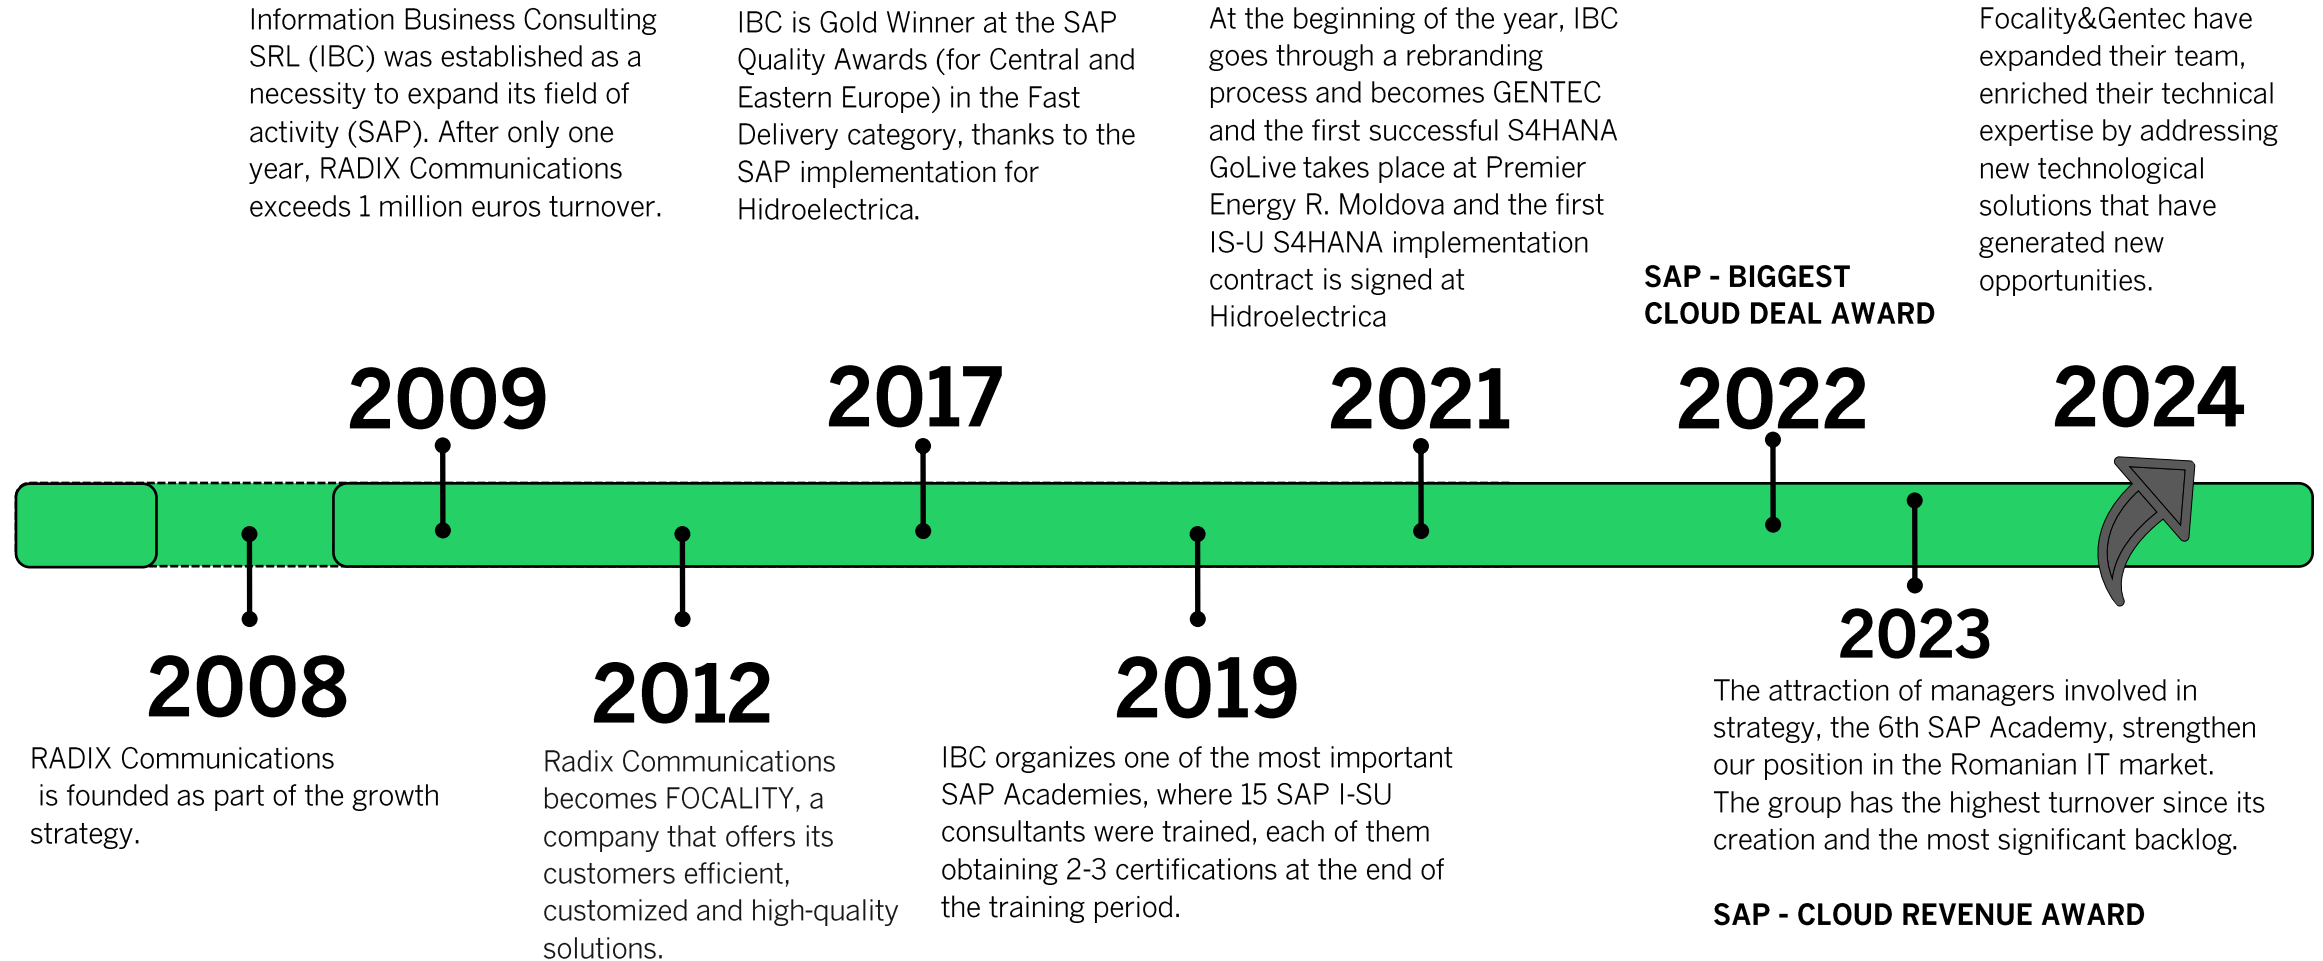 Information Business Consulting
SRL (IBC) was established as a
necessity to expand its field of
activity (SAP). After only one
year, RADIX Communications
exceeds 1 million euros turnover.
2009
IBC is Gold Winner at the SAP
Quality Awards (for Central and
Eastern Europe) in the Fast
Delivery category, thanks to the
SAP implementation for
Hidroelectrica.
2017
At the beginning of the year, IBC
goes through a rebranding
process and becomes GENTEC
and the first successful S4HANA
GoLive takes place at Premier
Energy R. Moldova and the first
IS-U S4HANA implementation
contract is signed at
Hidroelectrica
2021
SAP - BIGGEST
CLOUD DEAL AWARD
2022
Focality&Gentec have
expanded their team,
enriched their technical
expertise by addressing
new technological
solutions that have
generated new
opportunities.
2024
2008
RADIX Communications
is founded as part of the growth
strategy.
2012
Radix Communications
becomes FOCALITY, a
company that offers its
customers efficient,
customized and high-quality
solutions.
2019
IBC organizes one of the most important
SAP Academies, where 15 SAP I-SU
consultants were trained, each of them
obtaining 2-3 certifications at the end of
the training period.
2023
The attraction of managers involved in
strategy, the 6th SAP Academy, strengthen
our position in the Romanian IT market.
The group has the highest turnover since its
creation and the most significant backlog.
SAP - CLOUD REVENUE AWARD